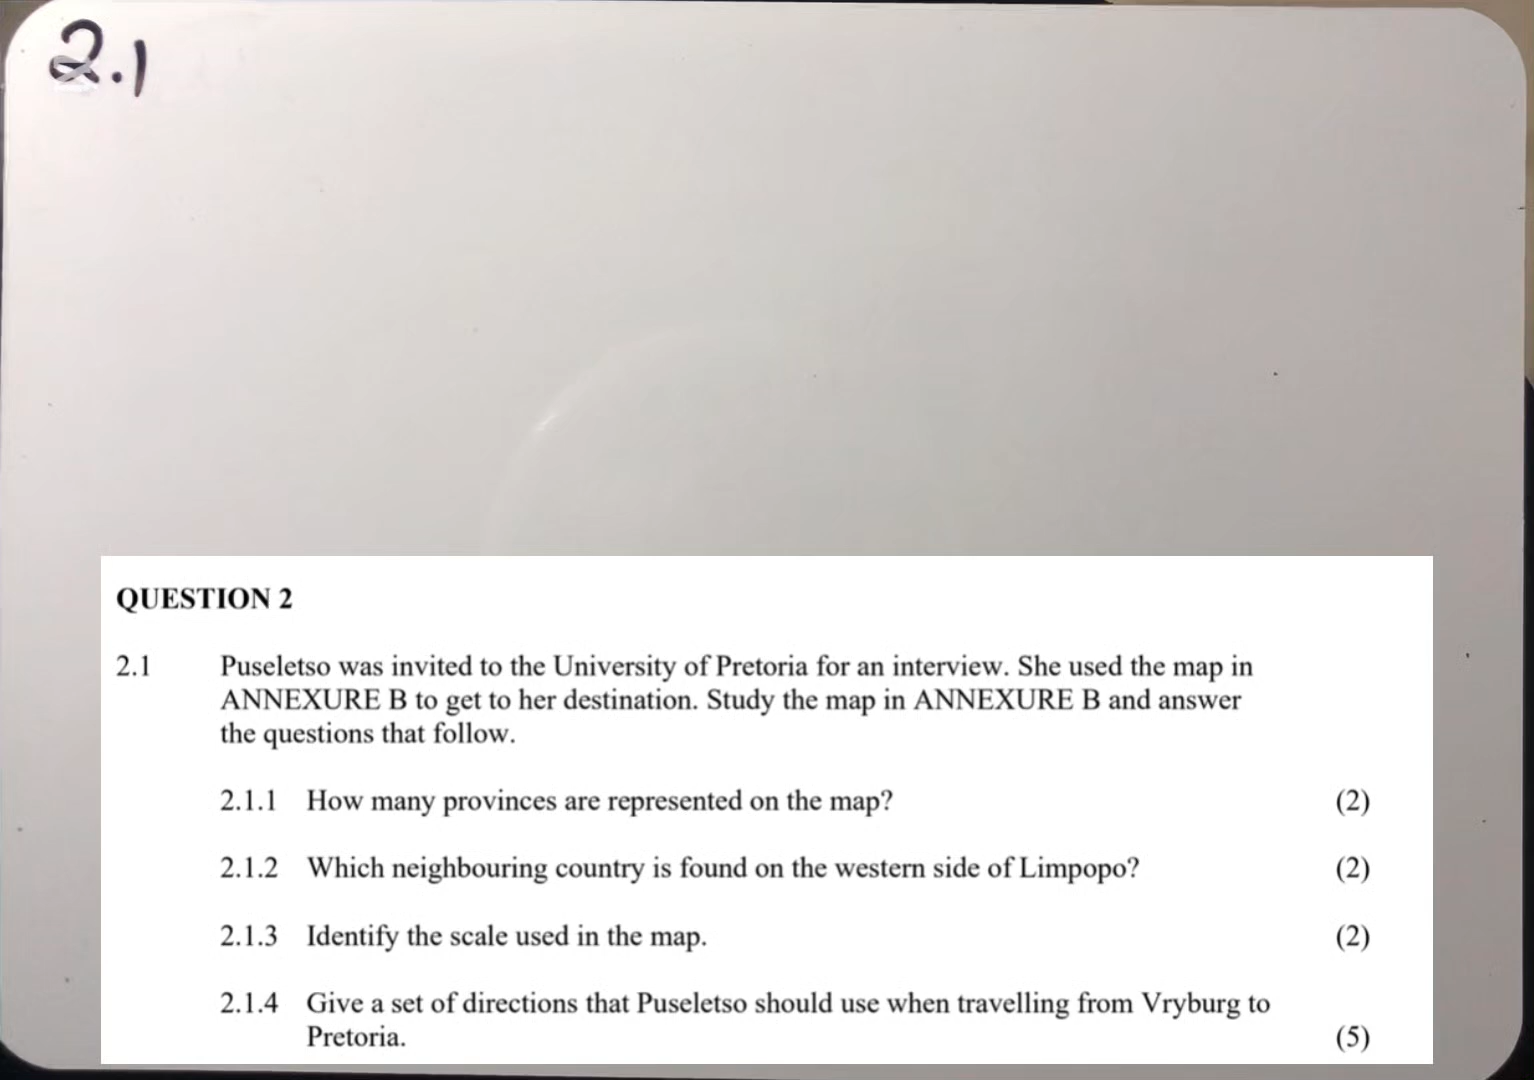 2.1
QUESTION 2
2.1 Puseletso was invited to the University of Pretoria for an interview. She used the map in
ANNEXURE B to get to her destination. Study the map in ANNEXURE B and answer
the questions that follow.
2.1.1 How many provinces are represented on the map? (2)
2.1.2 Which neighbouring country is found on the western side of Limpopo? (2)
2.1.3 Identify the scale used in the map. (2)
2.1.4 Give a set of directions that Puseletso should use when travelling from Vryburg to
Pretoria. (5)